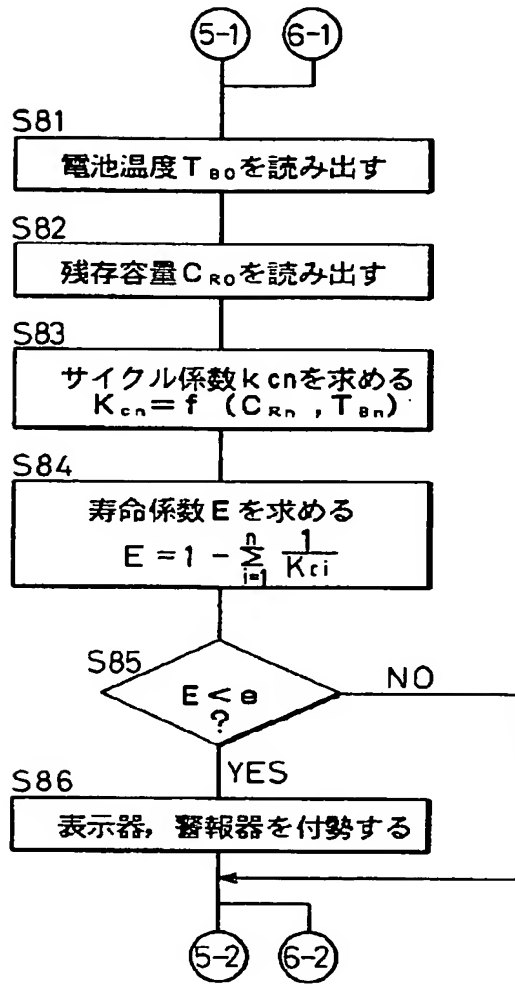 5-1 6-1
S81
電池温度T_B0を読み出す
S82
残存容量C_R0を読み出す
S83
サイクル係数kcnを求める
K_cn=f (C_Rn,T_Bn)
S84
寿命係数Eを求める
E=1-∑_{i=1}^{n} 1/K_ci
S85
E<e
?
NO
YES
S86
表示器,警報器を付勢する
5-2 6-2